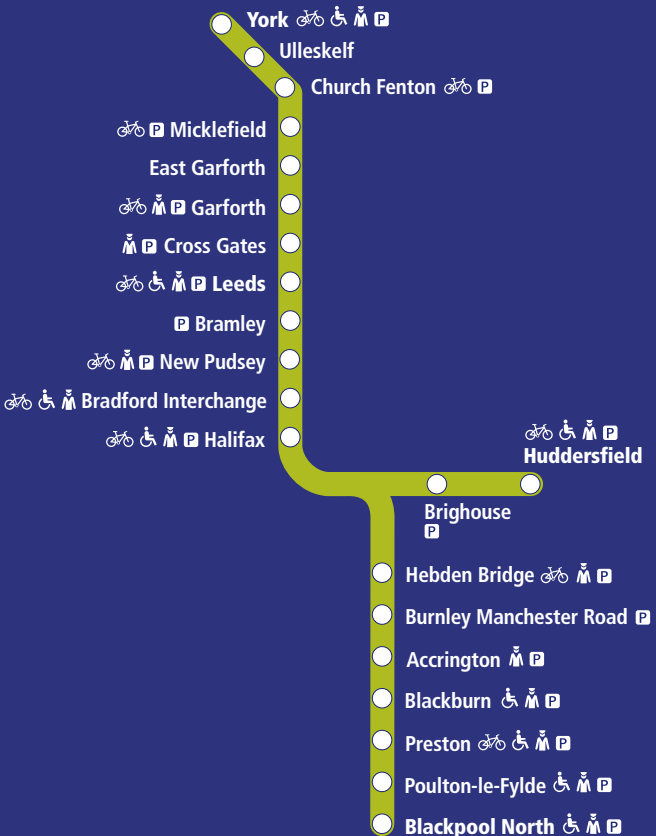 York P
Ulleskelf
Church Fenton P
P Micklefield
East Garforth
P Garforth
P Cross Gates
P Leeds
P Bramley
P New Pudsey
Bradford Interchange
P Halifax
P
Huddersfield
Brighouse
P
Hebden Bridge P
Burnley Manchester Road P
Accrington P
Blackburn P
Preston P
Poulton-le-Fylde P
Blackpool North P